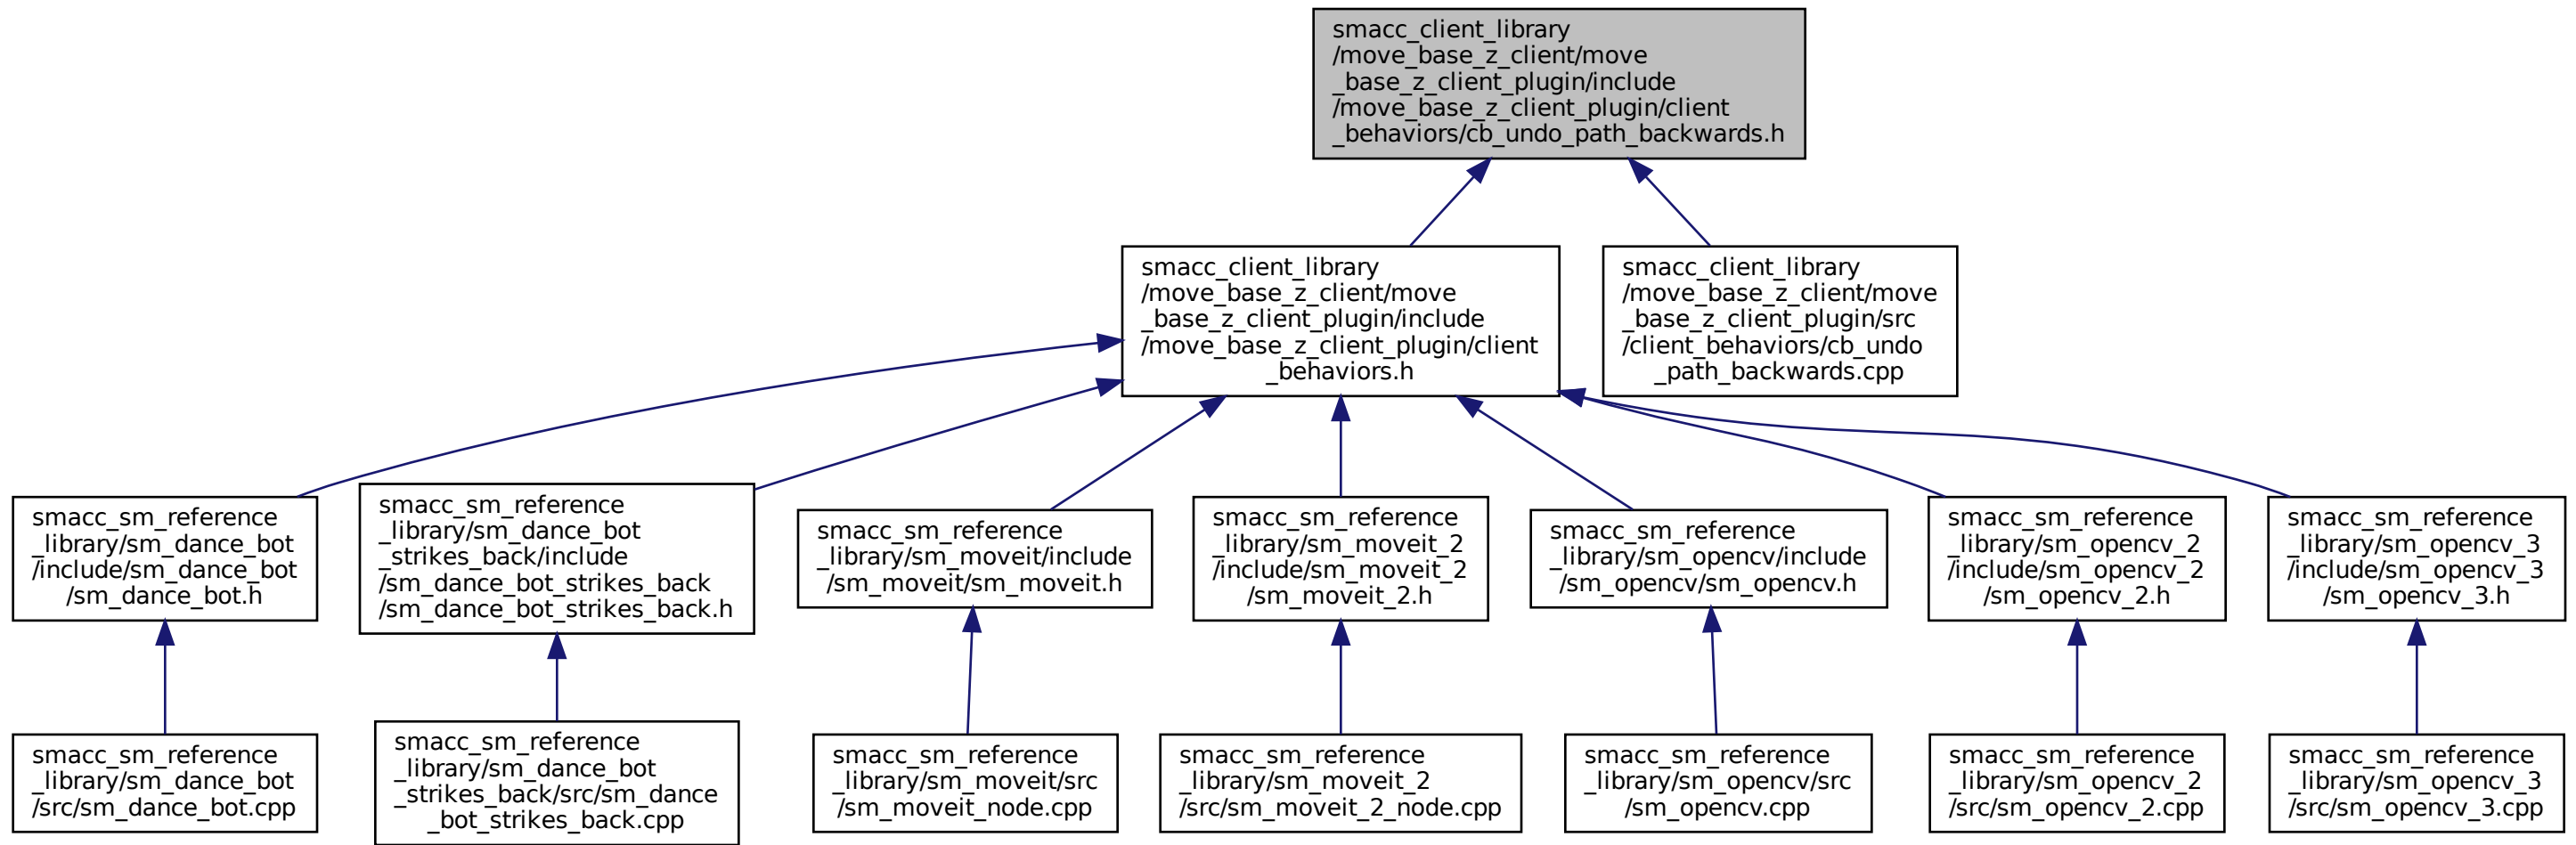 smacc_client_library
/move_base_z_client/move
_base_z_client_plugin/include
/move_base_z_client_plugin/client
_behaviors/cb_undo_path_backwards.h
smacc_client_library
/move_base_z_client/move
_base_z_client_plugin/include
/move_base_z_client_plugin/client
_behaviors.h
smacc_client_library
/move_base_z_client/move
_base_z_client_plugin/src
/client_behaviors/cb_undo
_path_backwards.cpp
smacc_sm_reference
_library/sm_dance_bot
/include/sm_dance_bot
/sm_dance_bot.h
smacc_sm_reference
_library/sm_dance_bot
_strikes_back/include
/sm_dance_bot_strikes_back
/sm_dance_bot_strikes_back.h
smacc_sm_reference
_library/sm_moveit/include
/sm_moveit/sm_moveit.h
smacc_sm_reference
_library/sm_moveit_2
/include/sm_moveit_2
/sm_moveit_2.h
smacc_sm_reference
_library/sm_opencv/include
/sm_opencv/sm_opencv.h
smacc_sm_reference
_library/sm_opencv_2
/include/sm_opencv_2
/sm_opencv_2.h
smacc_sm_reference
_library/sm_opencv_3
/include/sm_opencv_3
/sm_opencv_3.h
smacc_sm_reference
_library/sm_dance_bot
/src/sm_dance_bot.cpp
smacc_sm_reference
_library/sm_dance_bot
_strikes_back/src/sm_dance
_bot_strikes_back.cpp
smacc_sm_reference
_library/sm_moveit/src
/sm_moveit_node.cpp
smacc_sm_reference
_library/sm_moveit_2
/src/sm_moveit_2_node.cpp
smacc_sm_reference
_library/sm_opencv/src
/sm_opencv.cpp
smacc_sm_reference
_library/sm_opencv_2
/src/sm_opencv_2.cpp
smacc_sm_reference
_library/sm_opencv_3
/src/sm_opencv_3.cpp